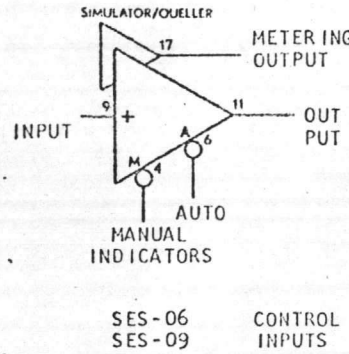 SIMULATOR/OUELLER
17
METERING
OUTPUT
9
+
11
INPUT
OUT
PUT
A
6
M
4
AUTO
MANUAL
INDICATORS
SES-06 CONTROL
SES-09 INPUTS